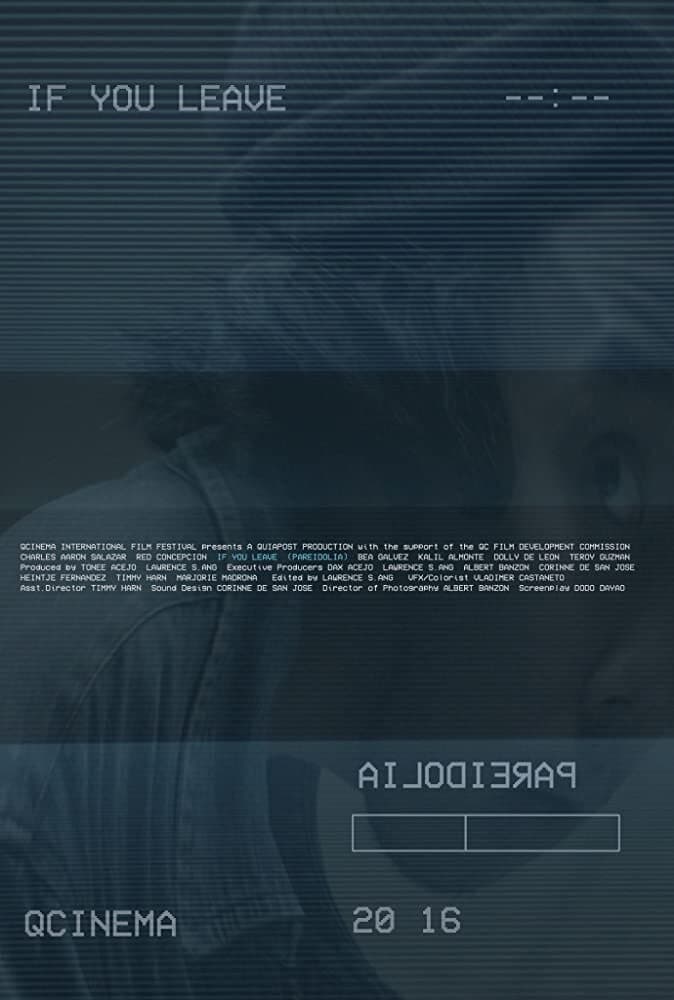 IF YOU LEAVE --:--
QCINEMA INTERNATIONAL FILM FESTIVAL presents A QUIAPOST PRODUCTION with the support of the QC FILM DEVELOPMENT COMMISSION
CHARLES AARON SALAZAR RED CONCEPCION IF YOU LEAVE (PAREIDOLIA) BEA GALVEZ KALIL ALMONTE DOLLY DE LEON TEROY GUZMAN
Produced by TONEE ACEJO LAWRENCE S.ANG Executive Producers DAX ACEJO LAWRENCE S.ANG ALBERT BANZON CORINNE DE SAN JOSE
HEINTJE FERNANDEZ TIMMY HARN MARJORIE MADRONA Edited by LAWRENCE S.ANG VFX/Colorist VLADIMER CASTANETO
Asst.Director TIMMY HARN Sound Design CORINNE DE SAN JOSE Director of Photography ALBERT BANZON Screenplay DODO DAYAO
PAREIDOLIA
QCINEMA 20 16